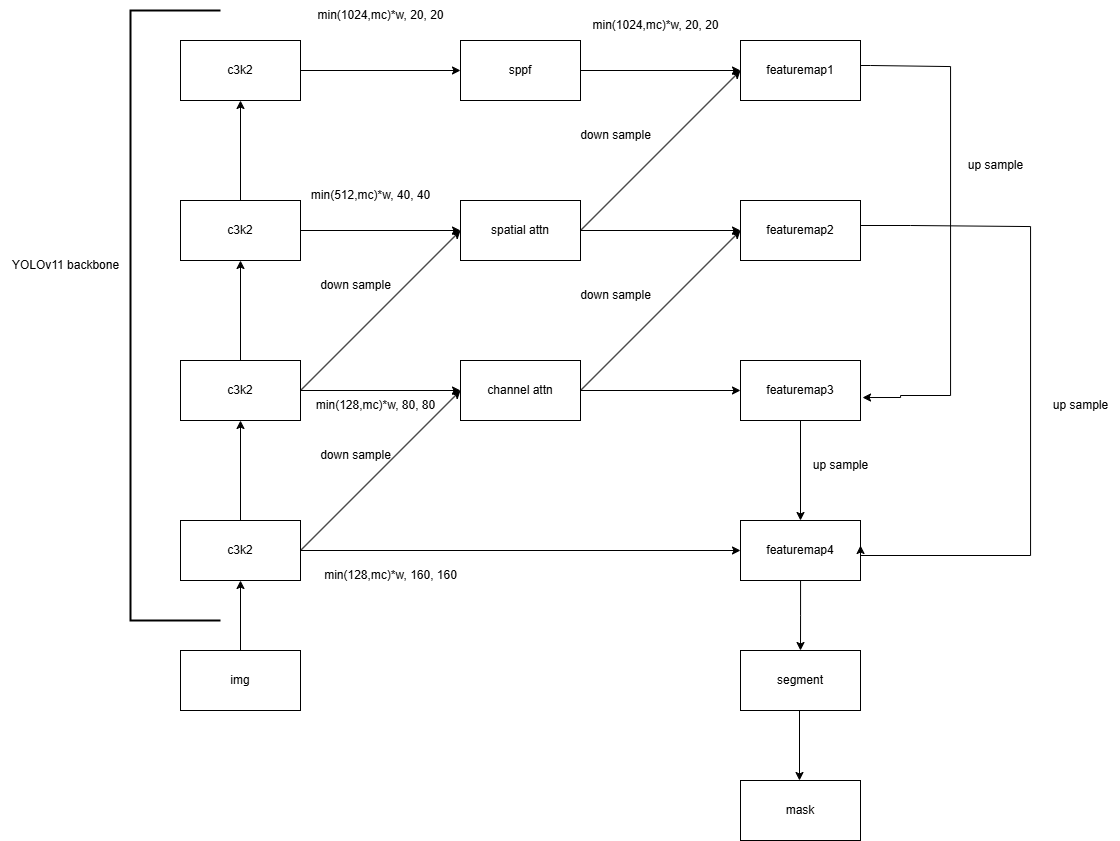 min(1024,mc)*w, 20, 20
min(1024,mc)*w, 20, 20
c3k2
sppf
featuremap1
down sample
up sample
min(512,mc)*w, 40, 40
c3k2
spatial attn
featuremap2
YOLOv11 backbone
down sample
down sample
c3k2
channel attn
featuremap3
min(128,mc)*w, 80, 80
up sample
down sample
up sample
c3k2
featuremap4
min(128,mc)*w, 160, 160
img
segment
mask